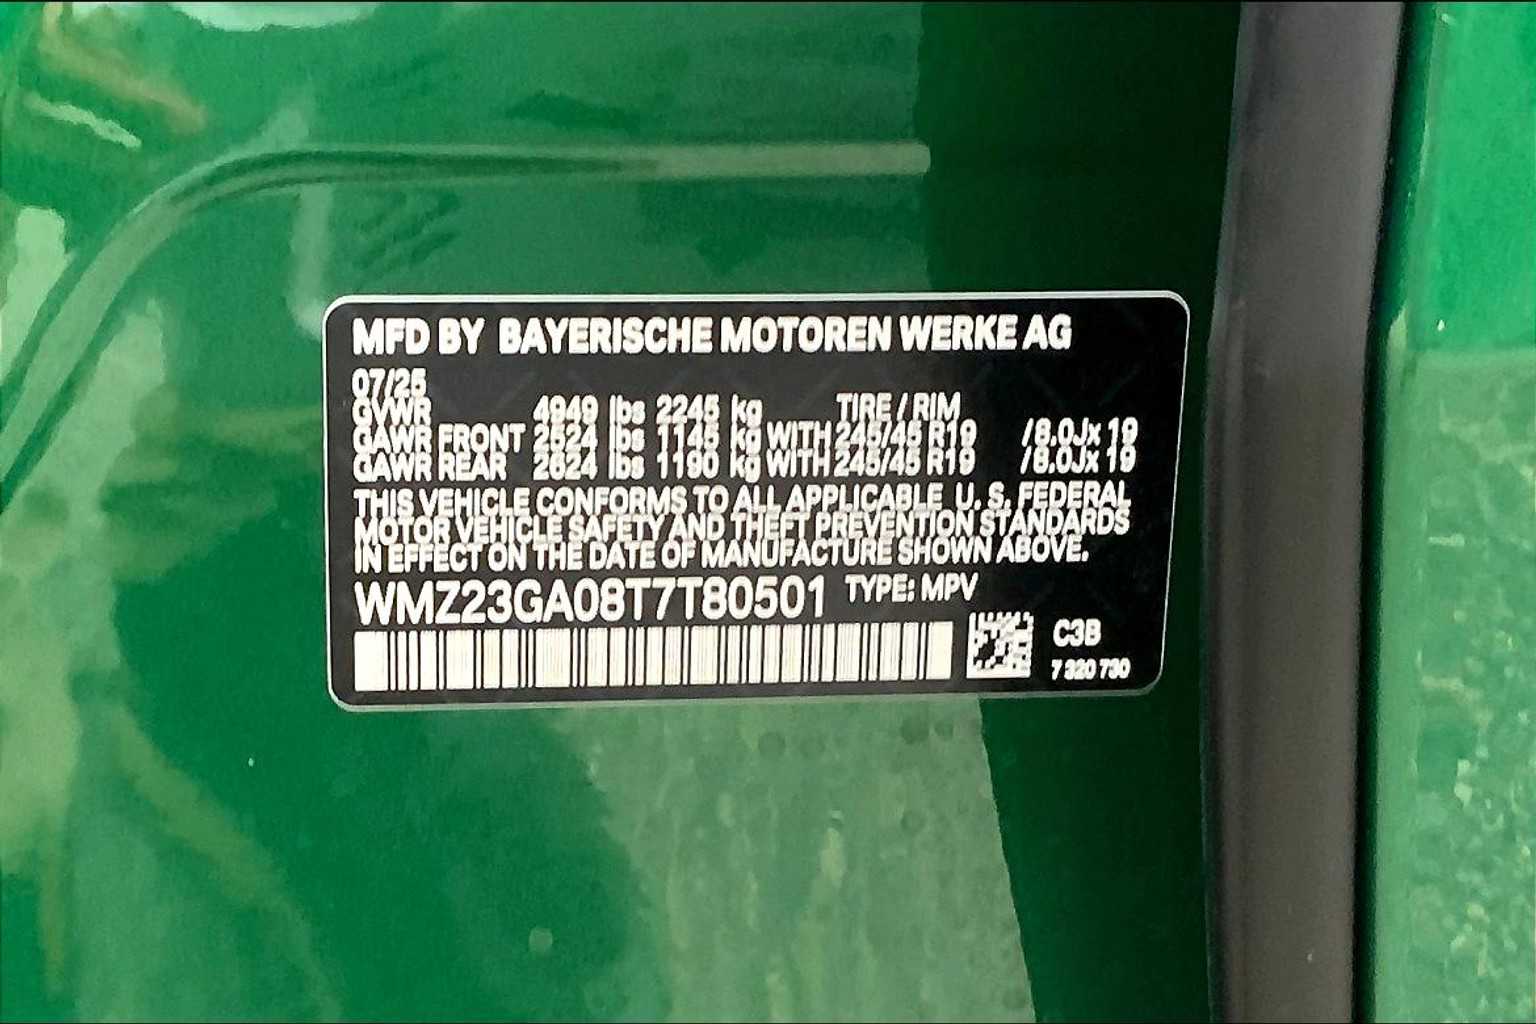 MFD BY BAYERISCHE MOTOREN WERKE AG
07/25
GVWR 4949 lbs 2245 kg TIRE / RIM
GAWR FRONT 2524 lbs 1145 kg WITH 245/45 R19 /8.0Jx 19
GAWR REAR 2624 lbs 1190 kg WITH 245/45 R19 /8.0Jx 19
THIS VEHICLE CONFORMS TO ALL APPLICABLE U. S. FEDERAL
MOTOR VEHICLE SAFETY AND THEFT PREVENTION STANDARDS
IN EFFECT ON THE DATE OF MANUFACTURE SHOWN ABOVE.
WMZ23GA08T7T80501 TYPE: MPV
C3B
7 320 730